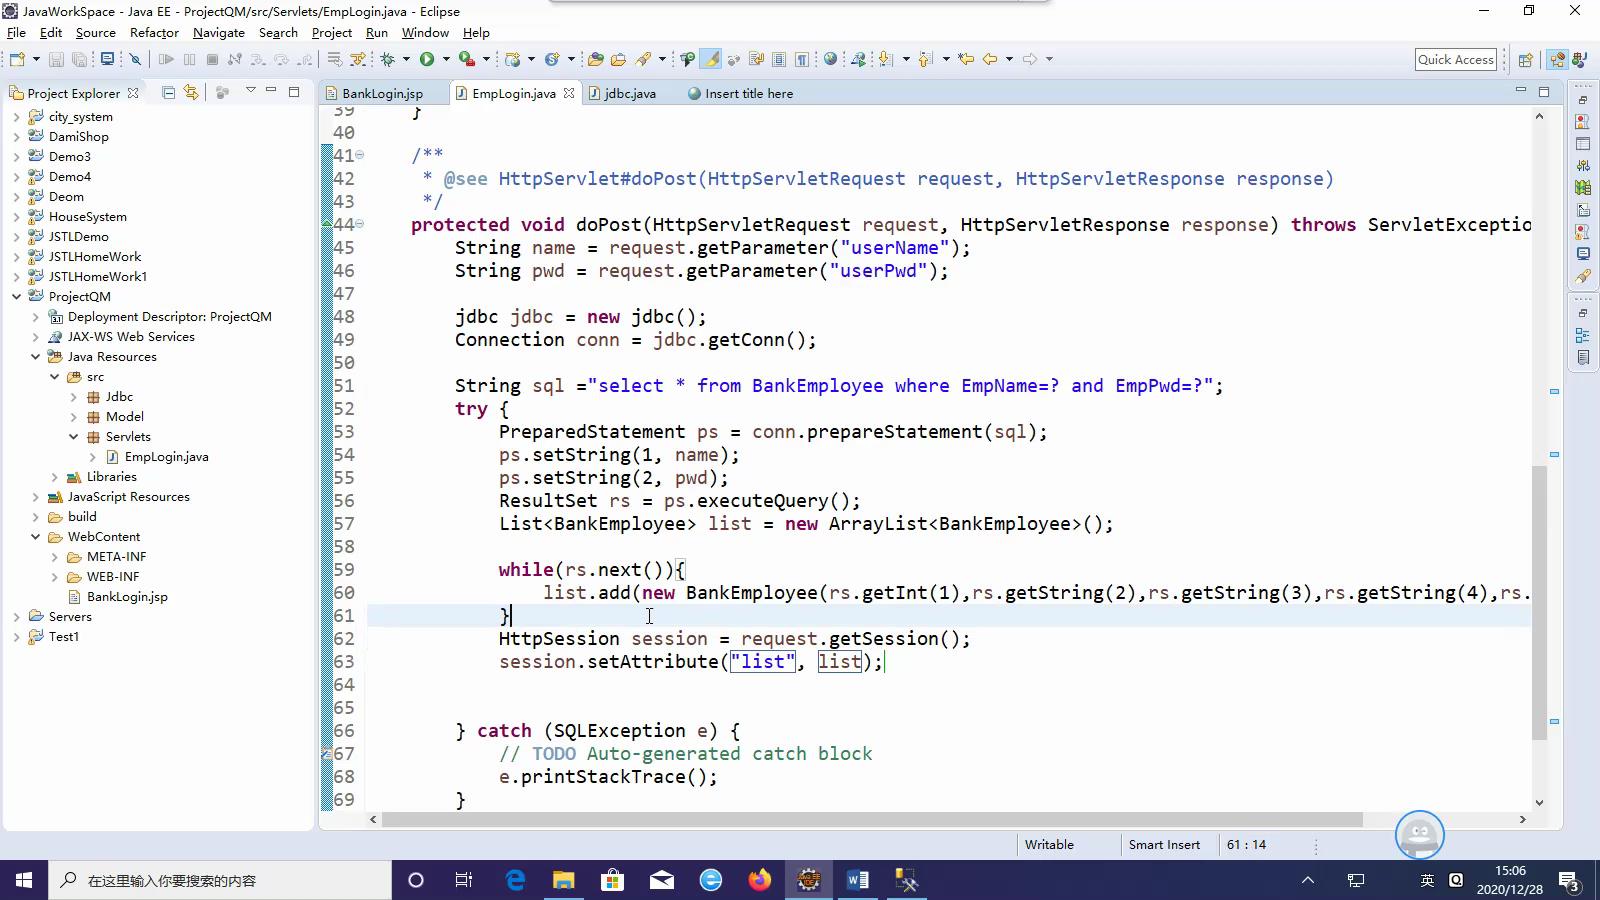 JavaWorkSpace - Java EE - ProjectQM/src/Servlets/EmpLogin.java - Eclipse
File Edit Source Refactor Navigate Search Project Run Window Help
Quick Access
Project Explorer
BankLogin.jsp EmpLogin.java jdbc.java Insert title here
city_system
DamiShop
Demo3
Demo4
Deom
HouseSystem
JSTLDemo
JSTLHomeWork
JSTLHomeWork1
ProjectQM
Deployment Descriptor: ProjectQM
JAX-WS Web Services
Java Resources
src
Jdbc
Model
Servlets
EmpLogin.java
Libraries
JavaScript Resources
build
WebContent
META-INF
WEB-INF
BankLogin.jsp
Servers
Test1
39 }
40
41 /**
42 * @see HttpServlet#doPost(HttpServletRequest request, HttpServletResponse response)
43 */
44 protected void doPost(HttpServletRequest request, HttpServletResponse response) throws ServletExceptio
45 String name = request.getParameter("userName");
46 String pwd = request.getParameter("userPwd");
47
48 jdbc jdbc = new jdbc();
49 Connection conn = jdbc.getConn();
50
51 String sql ="select * from BankEmployee where EmpName=? and EmpPwd=?";
52 try {
53 PreparedStatement ps = conn.prepareStatement(sql);
54 ps.setString(1, name);
55 ps.setString(2, pwd);
56 ResultSet rs = ps.executeQuery();
57 List<BankEmployee> list = new ArrayList<BankEmployee>();
58
59 while(rs.next()){
60 list.add(new BankEmployee(rs.getInt(1),rs.getString(2),rs.getString(3),rs.getString(4),rs.
61 }
62 HttpSession session = request.getSession();
63 session.setAttribute("list", list);
64
65
66 } catch (SQLException e) {
67 // TODO Auto-generated catch block
68 e.printStackTrace();
69 }
Writable Smart Insert 61 : 14
在这里输入你要搜索的内容
英
15:06
2020/12/28
3